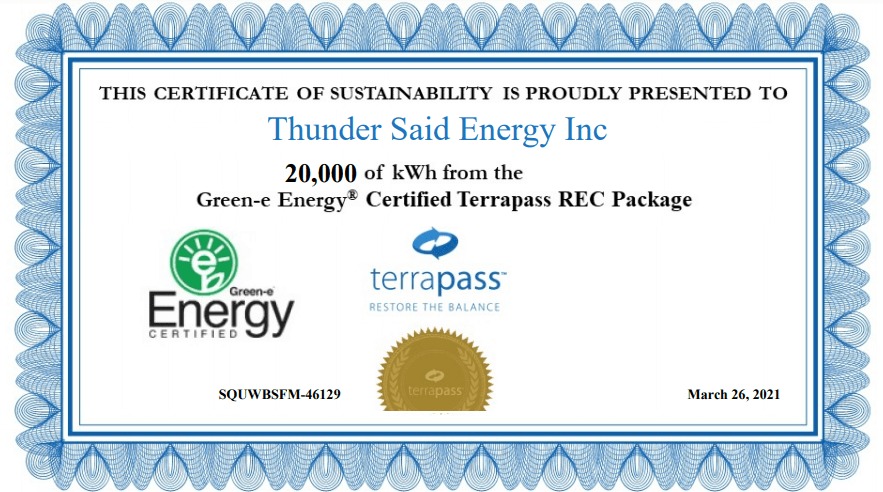 THIS CERTIFICATE OF SUSTAINABILITY IS PROUDLY PRESENTED TO
Thunder Said Energy Inc
20,000 of kWh from the
Green-e Energy® Certified Terrapass REC Package
Green-e
Energy
CERTIFIED
terrapass™
RESTORE THE BALANCE
terrapass
SQUWBSFM-46129
March 26, 2021